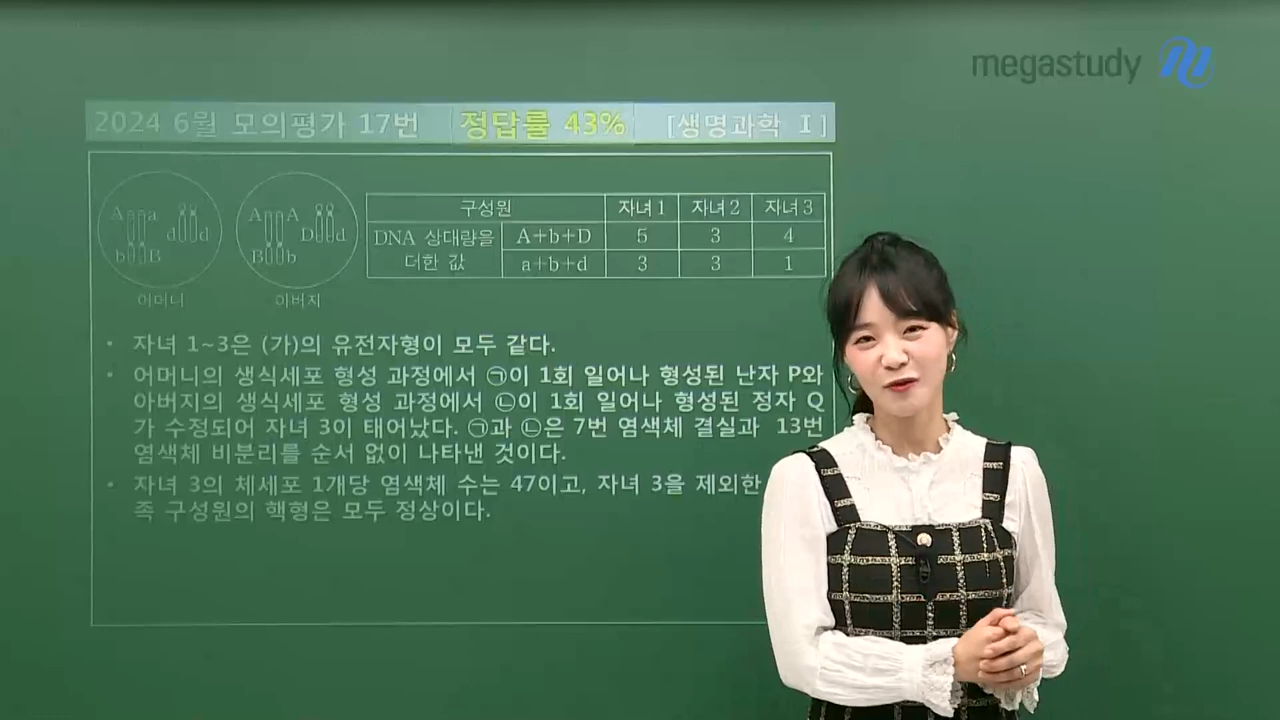 megastudy
2024 6월 모의평가 17번 정답률 43% [생명과학 Ⅰ]
A a d d b B
A A D d B b
어머니 아버지
구성원 자녀 1 자녀 2 자녀 3
DNA 상대량을 더한 값 A+b+D 5 3 4
a+b+d 3 3 1
• 자녀 1~3은 (가)의 유전자형이 모두 같다.
• 어머니의 생식세포 형성 과정에서 ㉠이 1회 일어나 형성된 난자 P와
아버지의 생식세포 형성 과정에서 ㉡이 1회 일어나 형성된 정자 Q
가 수정되어 자녀 3이 태어났다. ㉠과 ㉡은 7번 염색체 결실과 13번
염색체 비분리를 순서 없이 나타낸 것이다.
• 자녀 3의 체세포 1개당 염색체 수는 47이고, 자녀 3을 제외한
족 구성원의 핵형은 모두 정상이다.